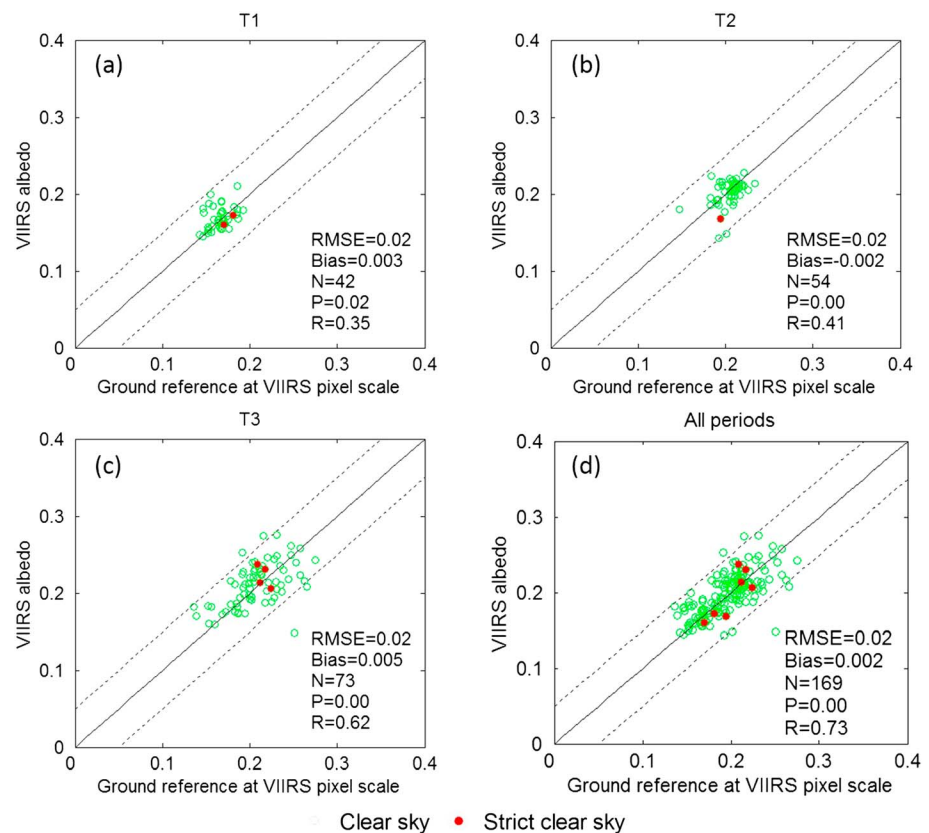 T1
(a)
0.4
0.3
0.2
0.1
0
VIIRS albedo
RMSE=0.02
Bias=0.003
N=42
P=0.02
R=0.35
0 0.1 0.2 0.3 0.4
Ground reference at VIIRS pixel scale
T2
(b)
0.4
0.3
0.2
0.1
0
VIIRS albedo
RMSE=0.02
Bias=-0.002
N=54
P=0.00
R=0.41
0 0.1 0.2 0.3 0.4
Ground reference at VIIRS pixel scale
T3
(c)
0.4
0.3
0.2
0.1
0
VIIRS albedo
RMSE=0.02
Bias=0.005
N=73
P=0.00
R=0.62
0 0.1 0.2 0.3 0.4
Ground reference at VIIRS pixel scale
All periods
(d)
0.4
0.3
0.2
0.1
0
VIIRS albedo
RMSE=0.02
Bias=0.002
N=169
P=0.00
R=0.73
0 0.1 0.2 0.3 0.4
Ground reference at VIIRS pixel scale
Clear sky Strict clear sky